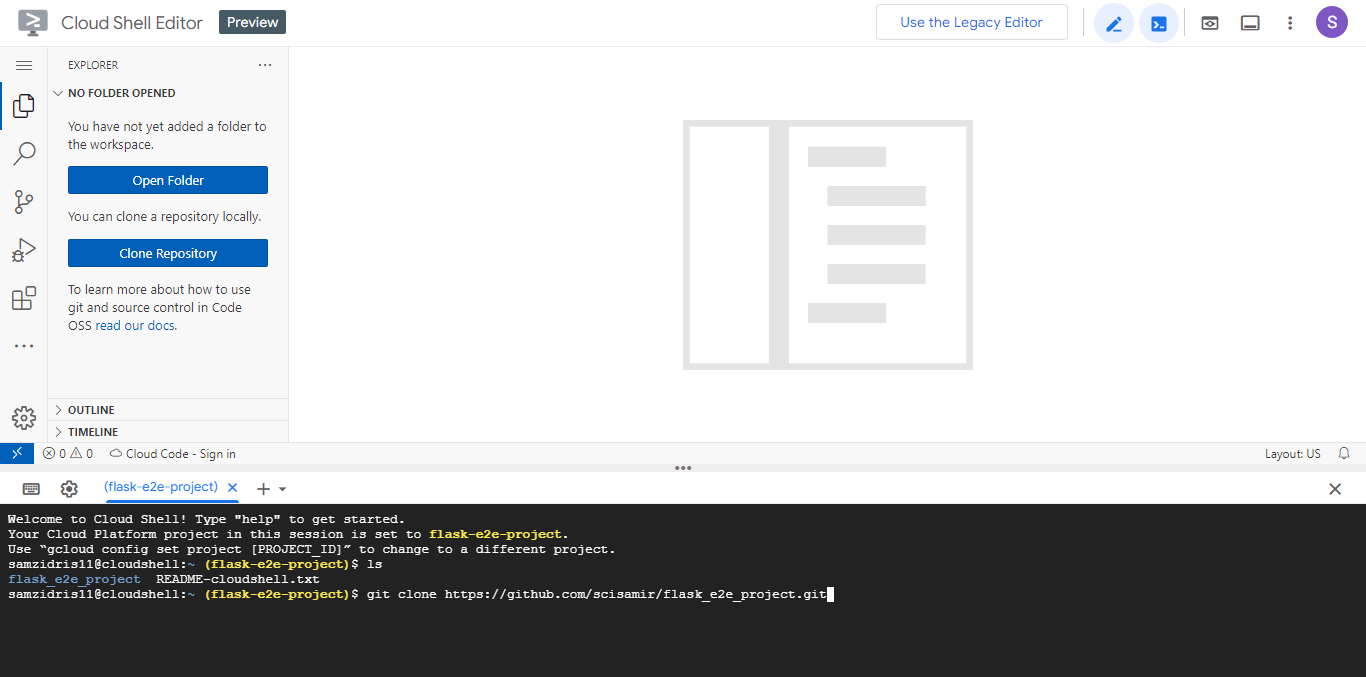 Cloud Shell Editor Preview Use the Legacy Editor S
EXPLORER
NO FOLDER OPENED
You have not yet added a folder to
the workspace.
Open Folder
You can clone a repository locally.
Clone Repository
To learn more about how to use
git and source control in Code
OSS read our docs.
OUTLINE
TIMELINE
0 0 Cloud Code - Sign in Layout: US
(flask-e2e-project)
Welcome to Cloud Shell! Type "help" to get started.
Your Cloud Platform project in this session is set to flask-e2e-project.
Use “gcloud config set project [PROJECT_ID]” to change to a different project.
samzidris11@cloudshell:~ (flask-e2e-project)$ ls
flask_e2e_project README-cloudshell.txt
samzidris11@cloudshell:~ (flask-e2e-project)$ git clone https://github.com/scisamir/flask_e2e_project.git